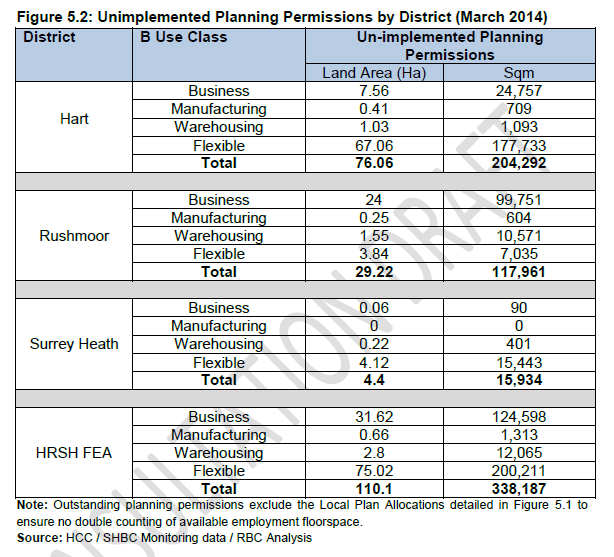 Figure 5.2: Unimplemented Planning Permissions by District (March 2014)
District B Use Class Un-implemented Planning
Permissions
Land Area (Ha) Sqm
Hart
Business 7.56 24,757
Manufacturing 0.41 709
Warehousing 1.03 1,093
Flexible 67.06 177,733
Total 76.06 204,292
Rushmoor
Business 24 99,751
Manufacturing 0.25 604
Warehousing 1.55 10,571
Flexible 3.84 7,035
Total 29.22 117,961
Surrey Heath
Business 0.06 90
Manufacturing 0 0
Warehousing 0.22 401
Flexible 4.12 15,443
Total 4.4 15,934
HRSH FEA
Business 31.62 124,598
Manufacturing 0.66 1,313
Warehousing 2.8 12,065
Flexible 75.02 200,211
Total 110.1 338,187
Note: Outstanding planning permissions exclude the Local Plan Allocations detailed in Figure 5.1 to
ensure no double counting of available employment floorspace.
Source: HCC / SHBC Monitoring data / RBC Analysis